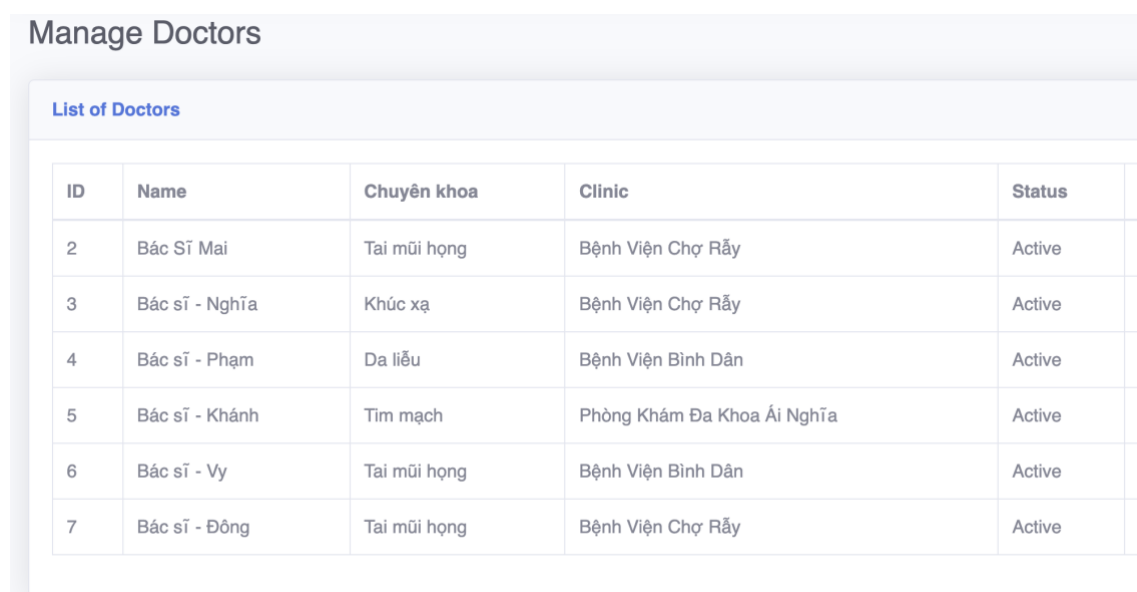 Manage Doctors
List of Doctors
ID Name Chuyên khoa Clinic Status
2 Bác Sĩ Mai Tai mũi họng Bệnh Viện Chợ Rẫy Active
3 Bác sĩ - Nghĩa Khúc xạ Bệnh Viện Chợ Rẫy Active
4 Bác sĩ - Phạm Da liễu Bệnh Viện Bình Dân Active
5 Bác sĩ - Khánh Tim mạch Phòng Khám Đa Khoa Ái Nghĩa Active
6 Bác sĩ - Vy Tai mũi họng Bệnh Viện Bình Dân Active
7 Bác sĩ - Đông Tai mũi họng Bệnh Viện Chợ Rẫy Active